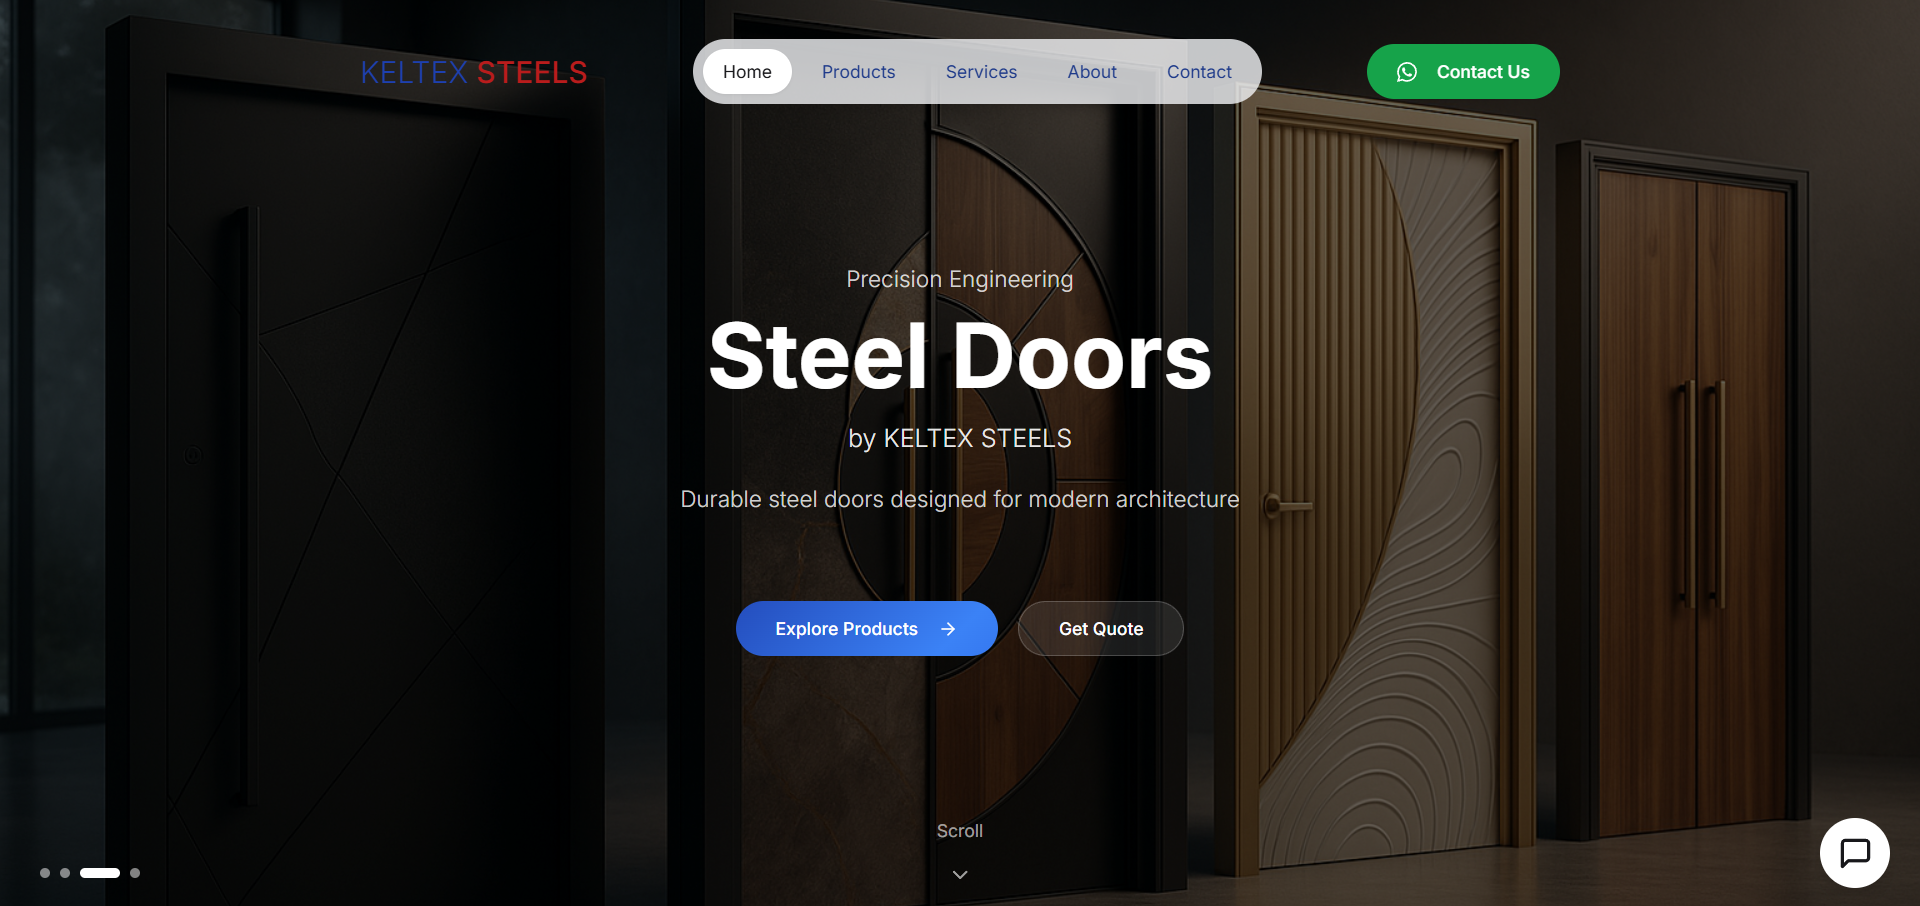 KELTEX STEELS
Home
Products
Services
About
Contact
Contact Us
Precision Engineering
Steel Doors
by KELTEX STEELS
Durable steel doors designed for modern architecture
Explore Products
Get Quote
Scroll